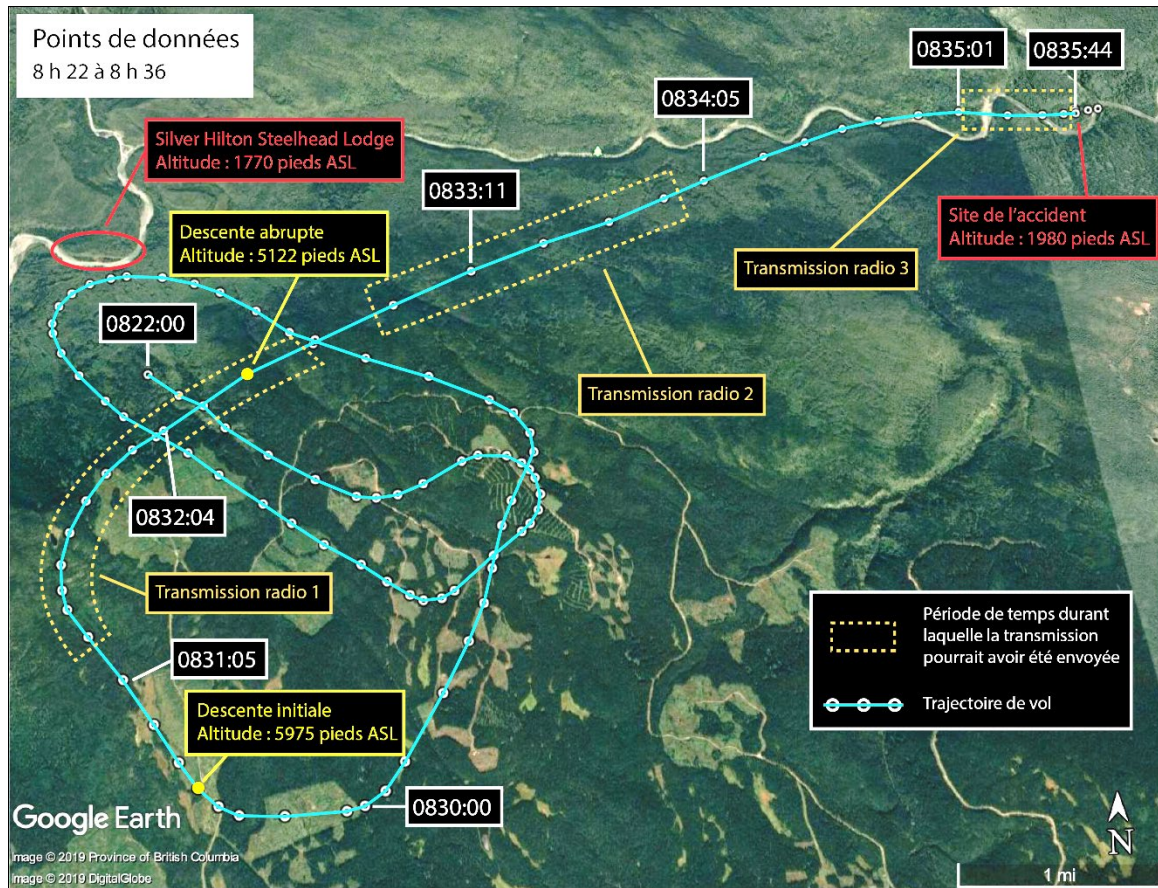 Points de données
8 h 22 à 8 h 36
0835:01
0835:44
0834:05
Silver Hilton Steelhead Lodge
Altitude : 1770 pieds ASL
0833:11
Descente abrupte
Altitude : 5122 pieds ASL
Site de l'accident
Altitude : 1980 pieds ASL
Transmission radio 3
0822:00
Transmission radio 2
0832:04
Transmission radio 1
Période de temps durant
laquelle la transmission
pourrait avoir été envoyée
Trajectoire de vol
0831:05
Descente initiale
Altitude : 5975 pieds ASL
0830:00
Google Earth
Image © 2019 Province of British Columbia
Image © 2019 DigitalGlobe
N
1 mi